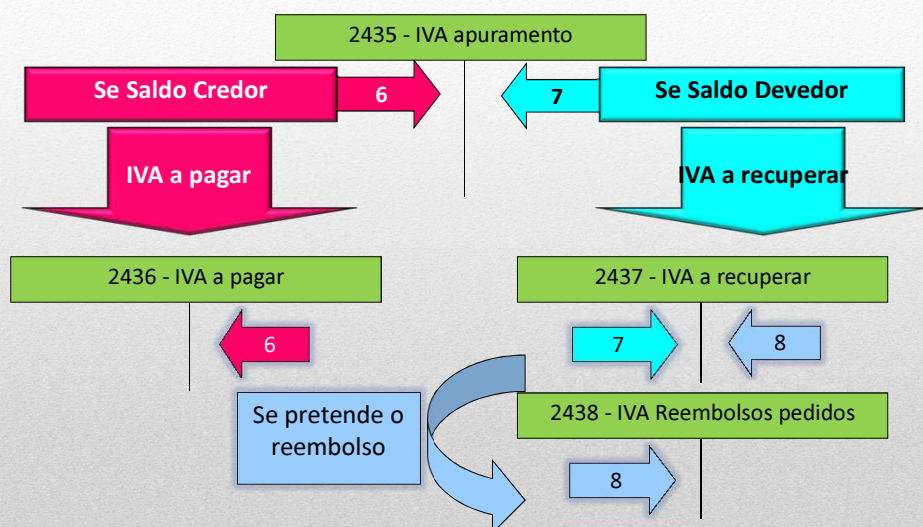 2435 - IVA apuramento
Se Saldo Credor
6
7
Se Saldo Devedor
IVA a pagar
IVA a recuperar
2436 - IVA a pagar
2437 - IVA a recuperar
6
7
8
Se pretende o
reembolso
2438 - IVA Reembolsos pedidos
8